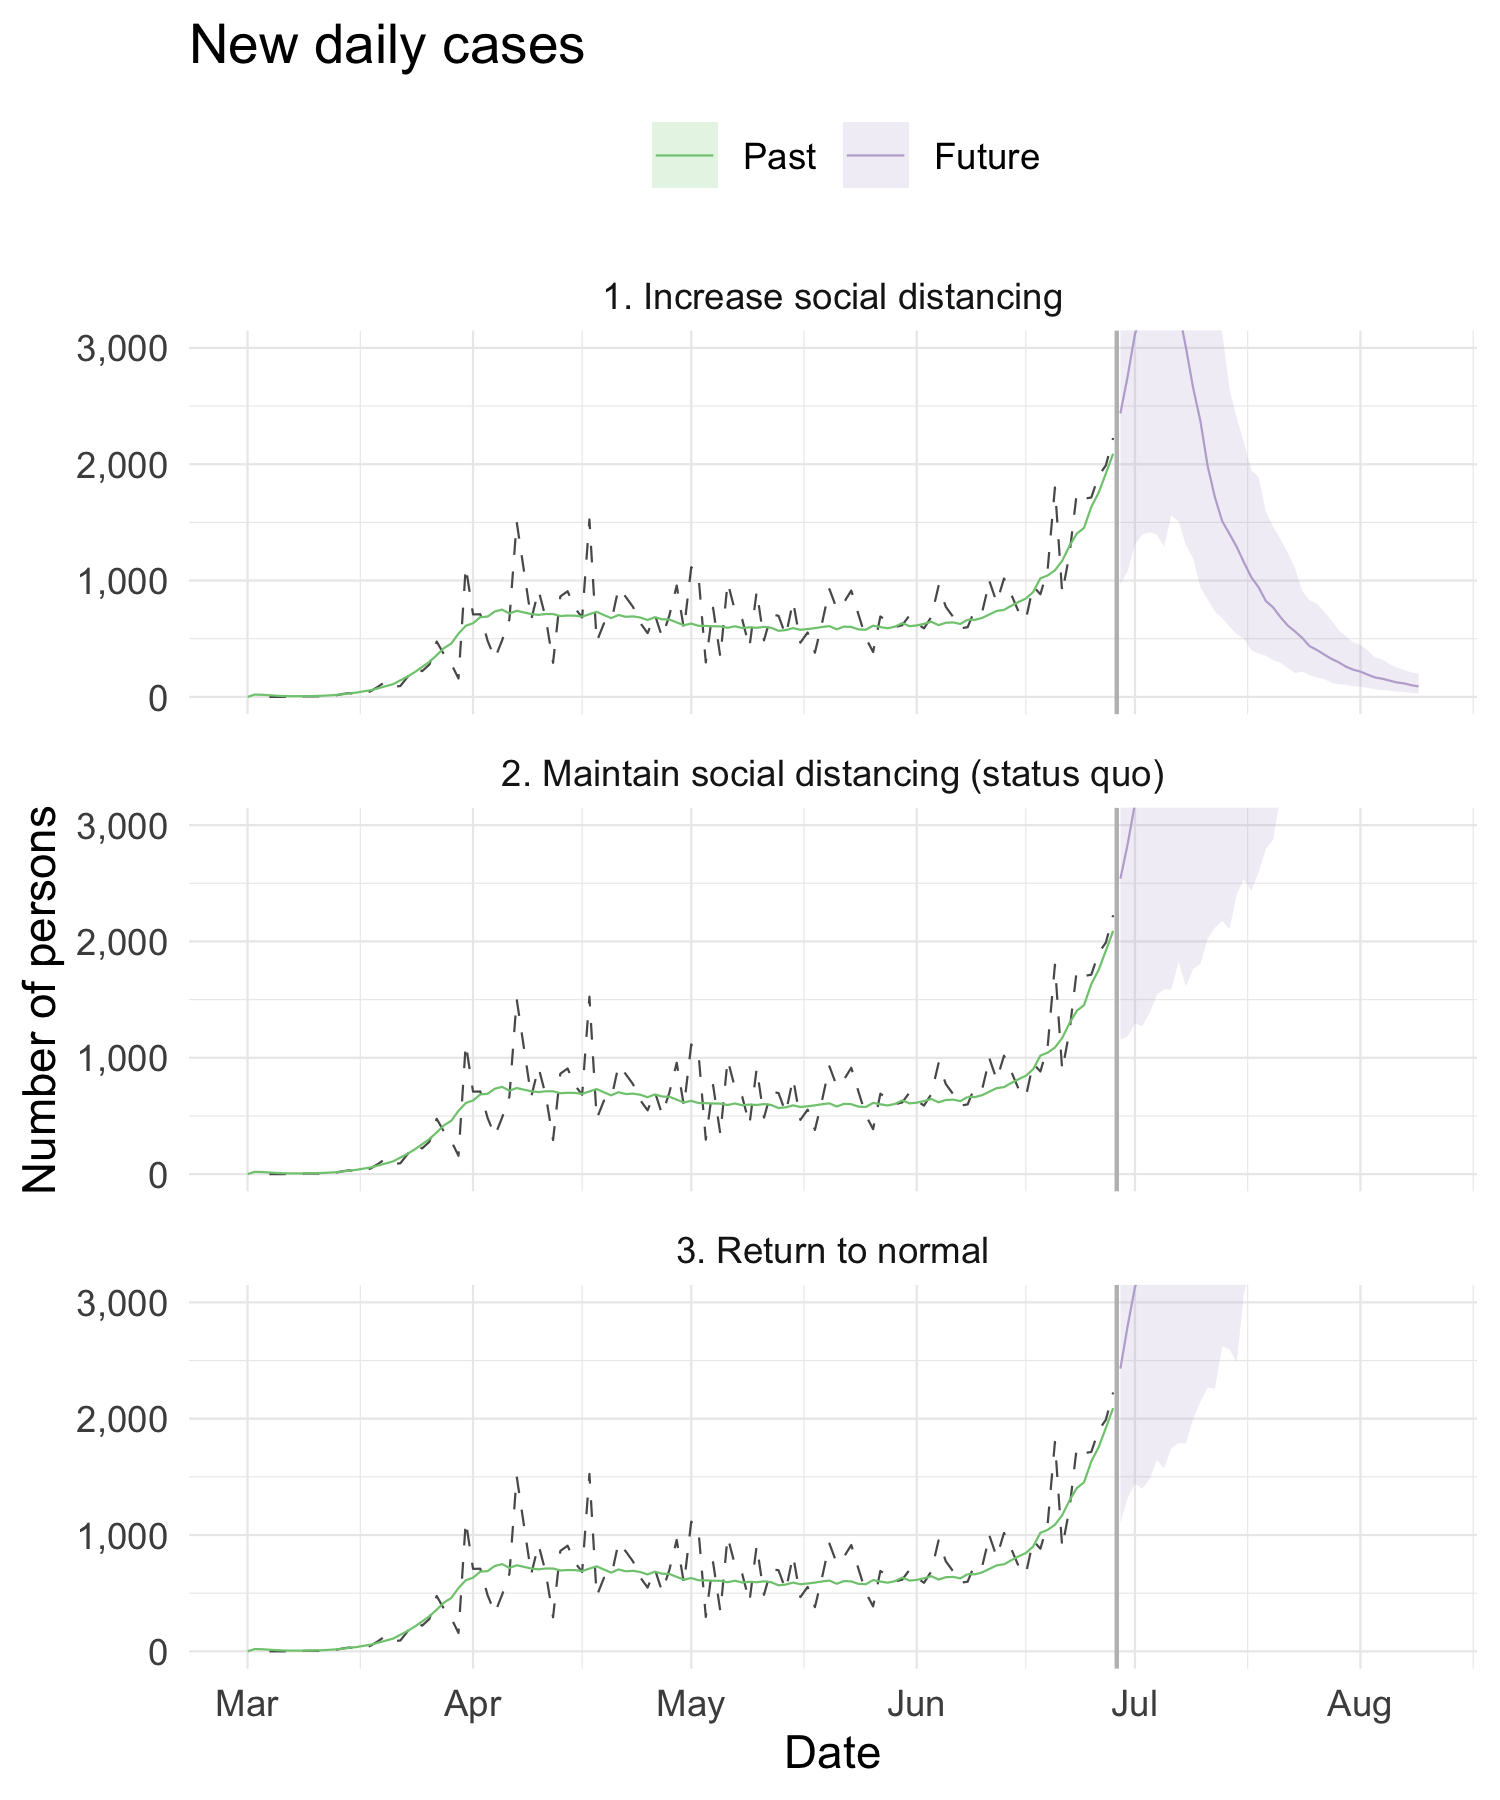 New daily cases
Past Future
1. Increase social distancing
3,000
2,000
1,000
0
2. Maintain social distancing (status quo)
Number of persons
3,000
2,000
1,000
0
3. Return to normal
3,000
2,000
1,000
0
Mar Apr May Jun Jul Aug
Date